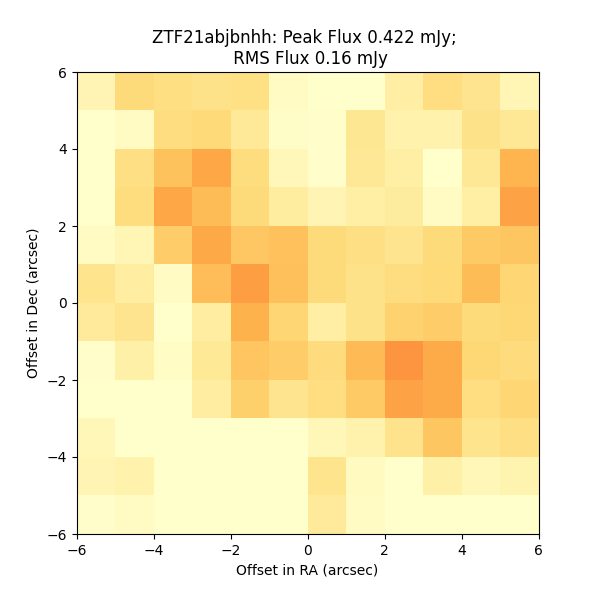 ZTF21abjbnhh: Peak Flux 0.422 mJy;
RMS Flux 0.16 mJy
6
4
2
0
−2
−4
−6
Offset in Dec (arcsec)
−6 −4 −2 0 2 4 6
Offset in RA (arcsec)